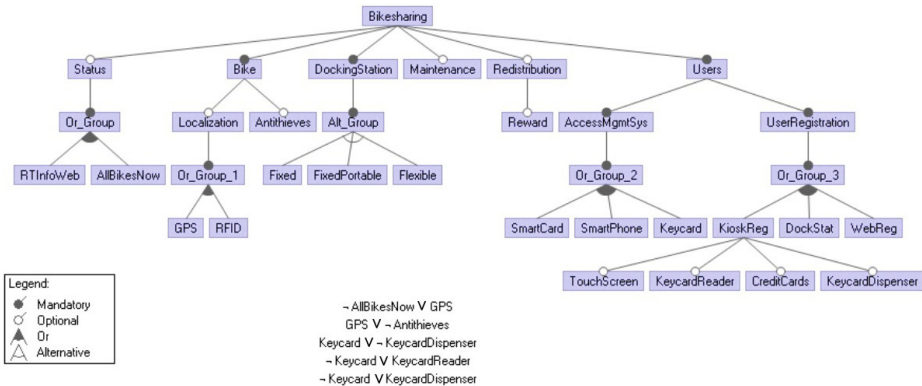 Bikesharing
Status Bike DockingStation Maintenance Redistribution Users
Or_Group Localization Antithieves Alt_Group Reward AccessMgmtSys UserRegistration
RTInfoWeb AllBikesNow Or_Group_1 Fixed FixedPortable Flexible Or_Group_2 Or_Group_3
GPS RFID SmartCard SmartPhone Keycard KioskReg DockStat WebReg
TouchScreen KeycardReader CreditCards KeycardDispenser
Legend:
Mandatory
Optional
Or
Alternative
¬ AllBikesNow V GPS
GPS V ¬ Antithieves
Keycard V ¬ KeycardDispenser
¬ Keycard V KeycardReader
¬ Keycard V KeycardDispenser